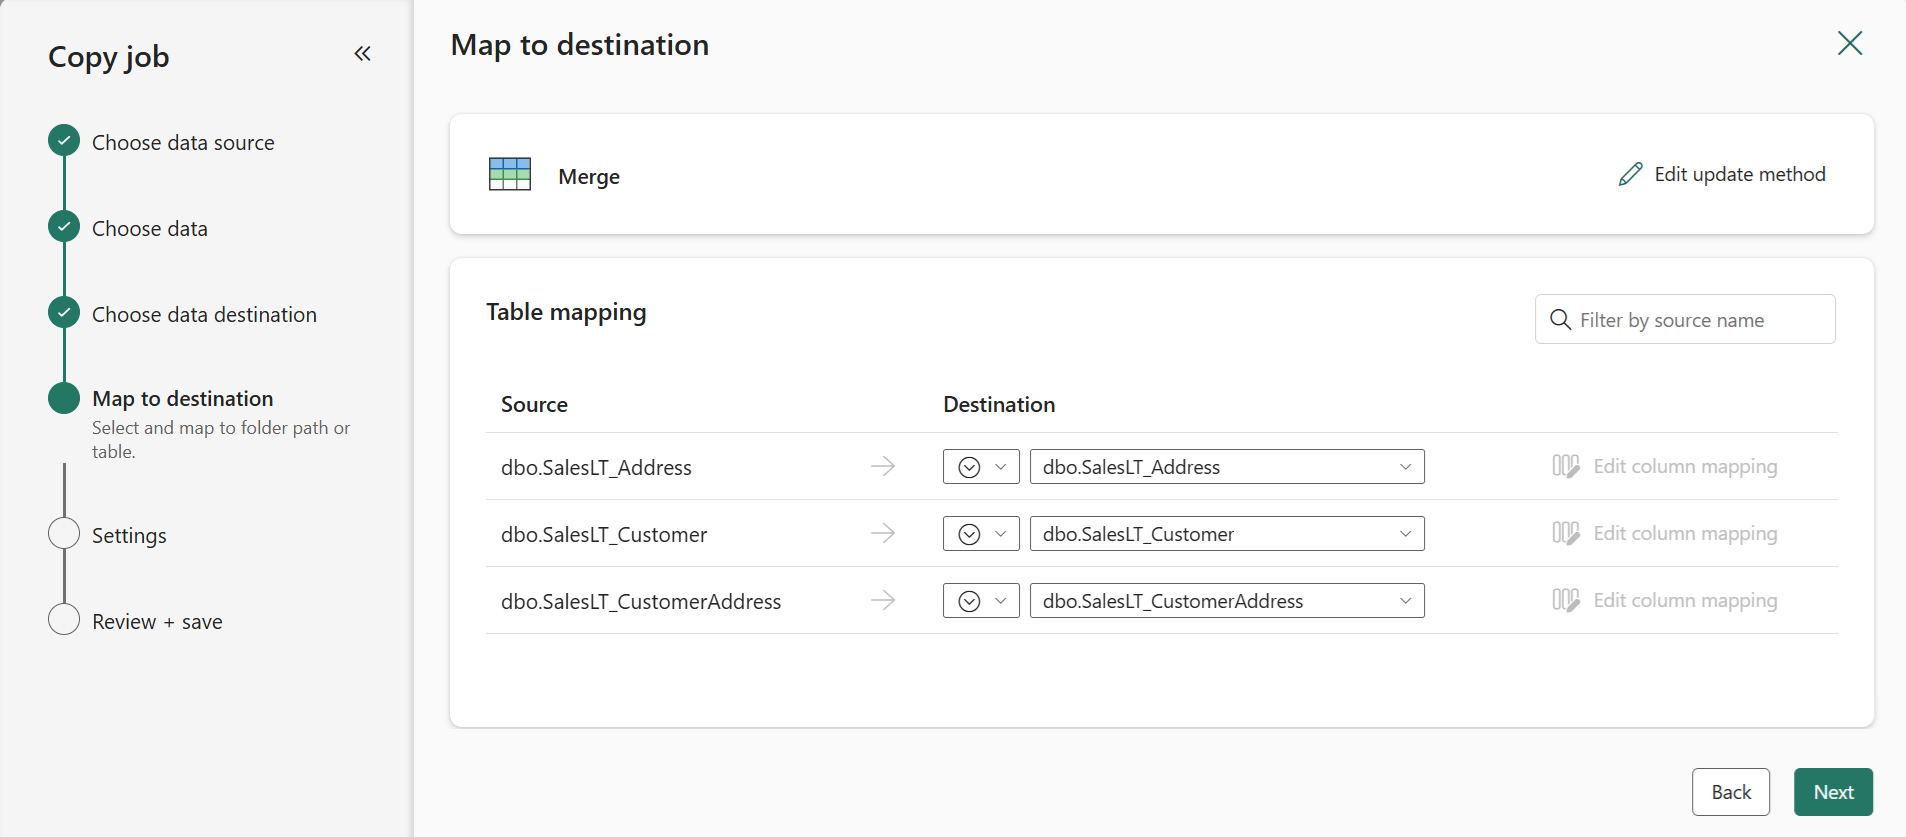 Copy job
Choose data source
Choose data
Choose data destination
Map to destination
Select and map to folder path or
table.
Settings
Review + save
Map to destination
Merge
Edit update method
Table mapping
Filter by source name
Source Destination
dbo.SalesLT_Address dbo.SalesLT_Address Edit column mapping
dbo.SalesLT_Customer dbo.SalesLT_Customer Edit column mapping
dbo.SalesLT_CustomerAddress dbo.SalesLT_CustomerAddress Edit column mapping
Back Next